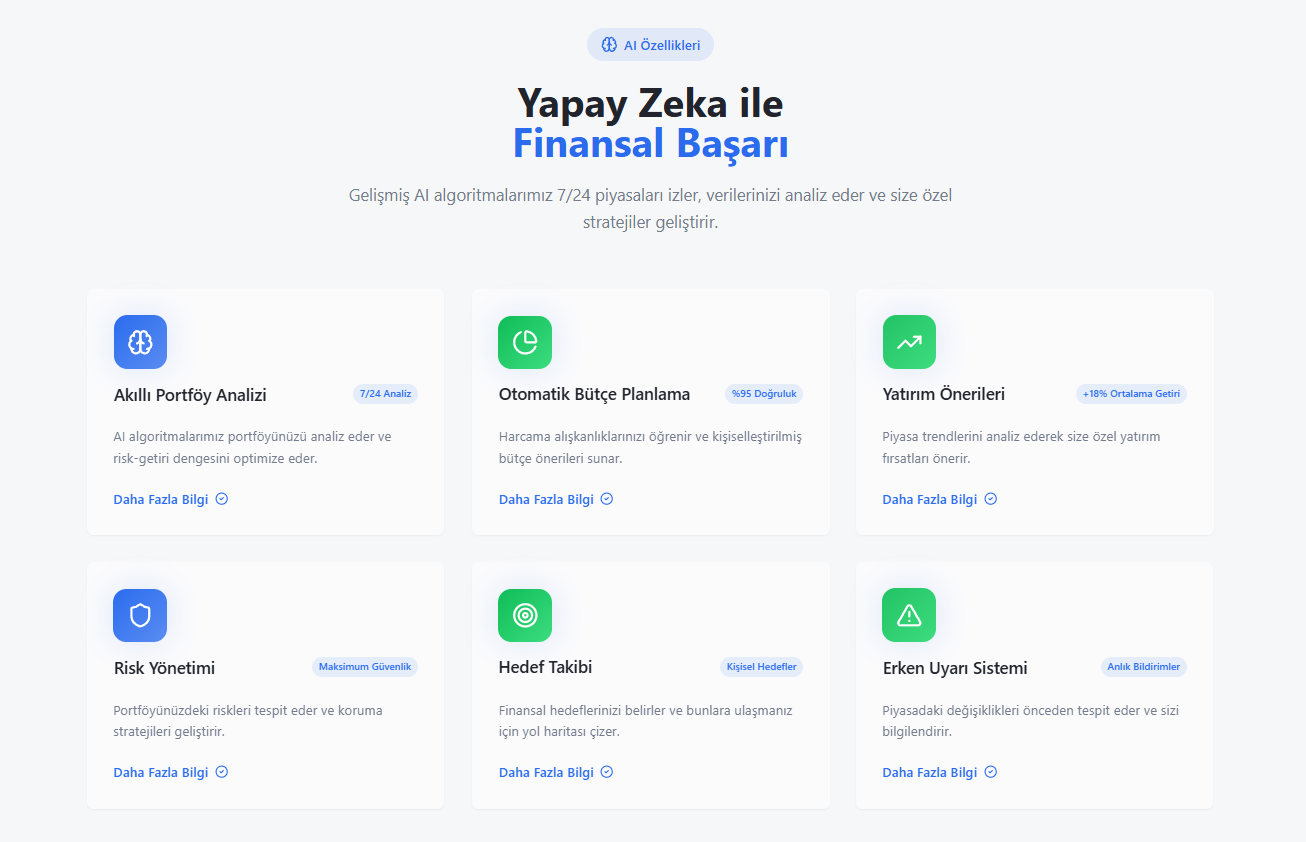 AI Özellikleri
Yapay Zeka ile
Finansal Başarı
Gelişmiş AI algoritmalarımız 7/24 piyasaları izler, verilerinizi analiz eder ve size özel
stratejiler geliştirir.
Akıllı Portföy Analizi
7/24 Analiz
AI algoritmalarımız portföyünüzü analiz eder ve
risk-getiri dengesini optimize eder.
Daha Fazla Bilgi
Otomatik Bütçe Planlama
%95 Doğruluk
Harcama alışkanlıklarınızı öğrenir ve kişiselleştirilmiş
bütçe önerileri sunar.
Daha Fazla Bilgi
Yatırım Önerileri
+18% Ortalama Getiri
Piyasa trendlerini analiz ederek size özel yatırım
fırsatları önerir.
Daha Fazla Bilgi
Risk Yönetimi
Maksimum Güvenlik
Portföyünüzdeki riskleri tespit eder ve koruma
stratejileri geliştirir.
Daha Fazla Bilgi
Hedef Takibi
Kişisel Hedefler
Finansal hedeflerinizi belirler ve bunlara ulaşmanız
için yol haritası çizer.
Daha Fazla Bilgi
Erken Uyarı Sistemi
Anlık Bildirimler
Piyasadaki değişiklikleri önceden tespit eder ve sizi
bilgilendirir.
Daha Fazla Bilgi